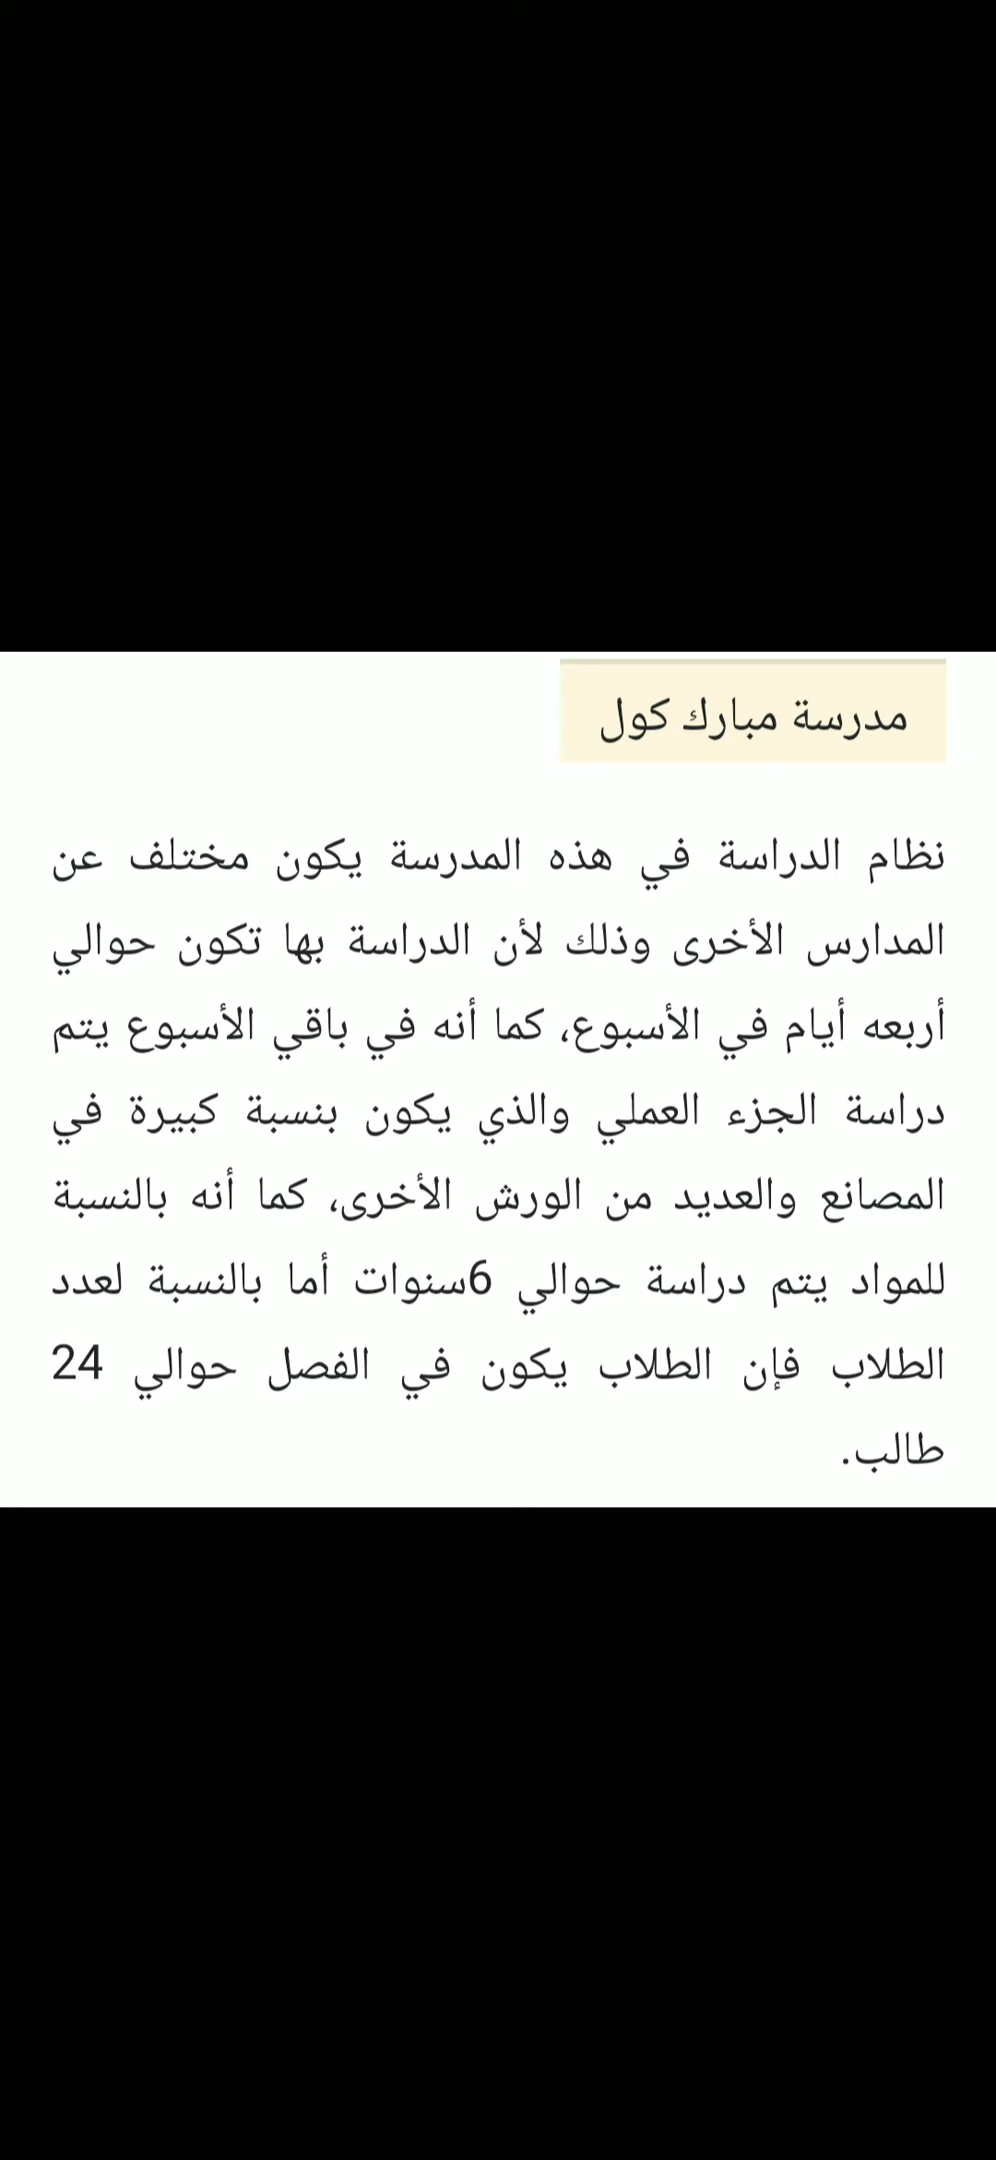 مدرسة مبارك كول
نظام الدراسة في هذه المدرسة يكون مختلف عن
المدارس الأخرى وذلك لأن الدراسة بها تكون حوالي
أربعه أيام في الأسبوع، كما أنه في باقي الأسبوع يتم
دراسة الجزء العملي والذي يكون بنسبة كبيرة في
المصانع والعديد من الورش الأخرى، كما أنه بالنسبة
للمواد يتم دراسة حوالي 6سنوات أما بالنسبة لعدد
الطلاب فإن الطلاب يكون في الفصل حوالي 24
طالب.